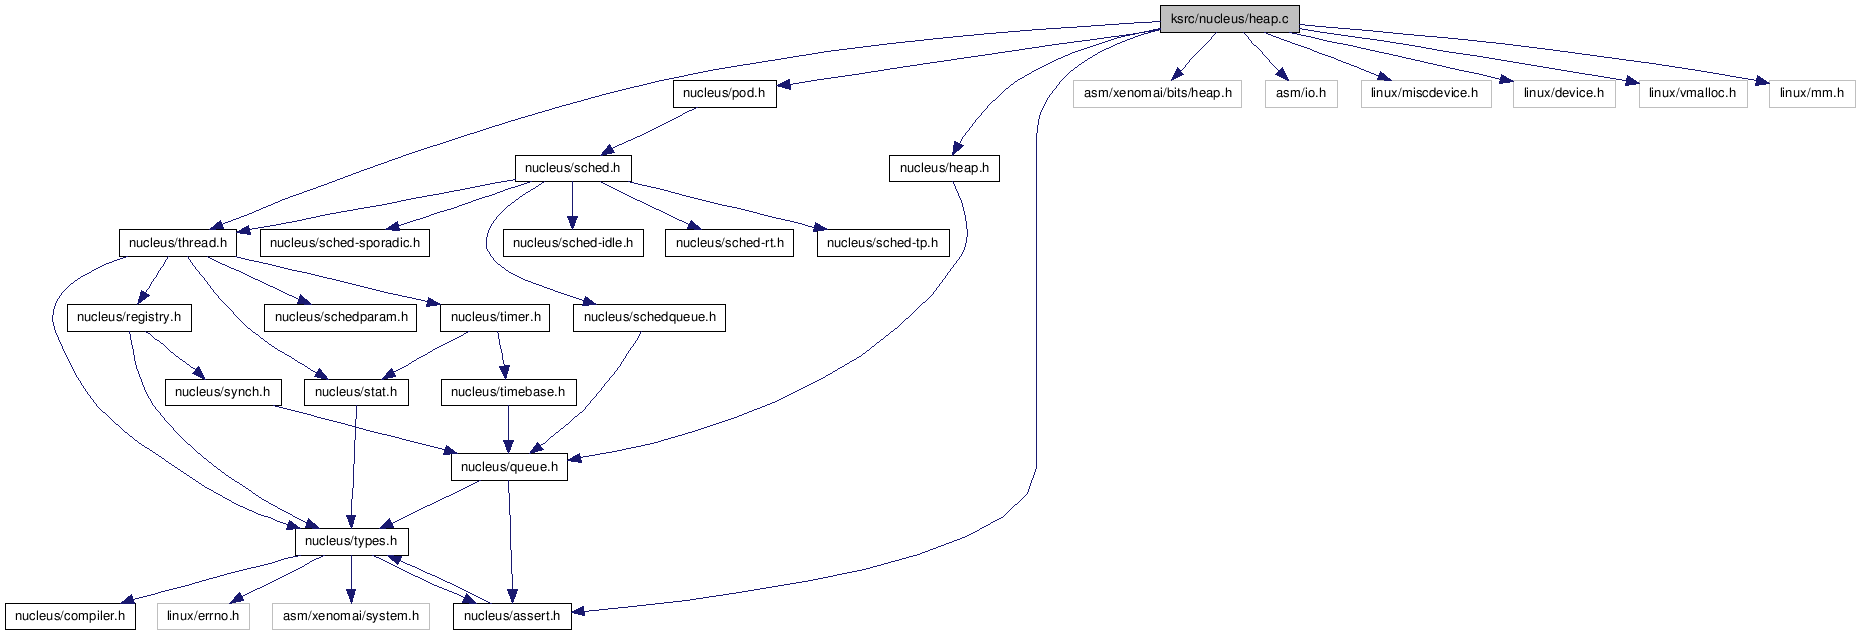 ksrc/nucleus/heap.c
nucleus/pod.h
asm/xenomai/bits/heap.h
asm/io.h
linux/miscdevice.h
linux/device.h
linux/vmalloc.h
linux/mm.h
nucleus/sched.h
nucleus/heap.h
nucleus/thread.h
nucleus/sched-sporadic.h
nucleus/sched-idle.h
nucleus/sched-rt.h
nucleus/sched-tp.h
nucleus/registry.h
nucleus/schedparam.h
nucleus/timer.h
nucleus/schedqueue.h
nucleus/synch.h
nucleus/stat.h
nucleus/timebase.h
nucleus/queue.h
nucleus/types.h
nucleus/compiler.h
linux/errno.h
asm/xenomai/system.h
nucleus/assert.h